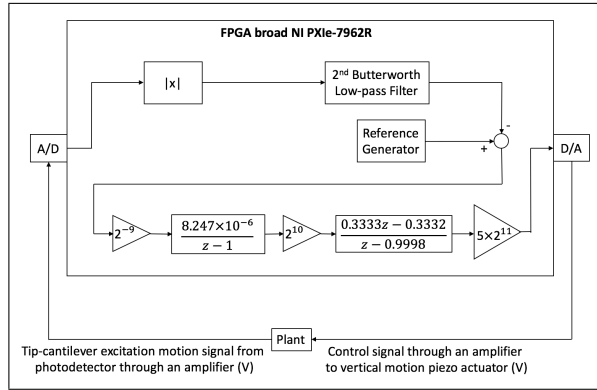 FPGA broad NI PXIe-7962R
|x|
2nd Butterworth
Low-pass Filter
A/D
Reference
Generator
-
+
D/A
2^-9
8.247×10^-6
z − 1
2^10
0.3333z − 0.3332
z − 0.9998
5×2^11
Plant
Tip-cantilever excitation motion signal from
photodetector through an amplifier (V)
Control signal through an amplifier
to vertical motion piezo actuator (V)